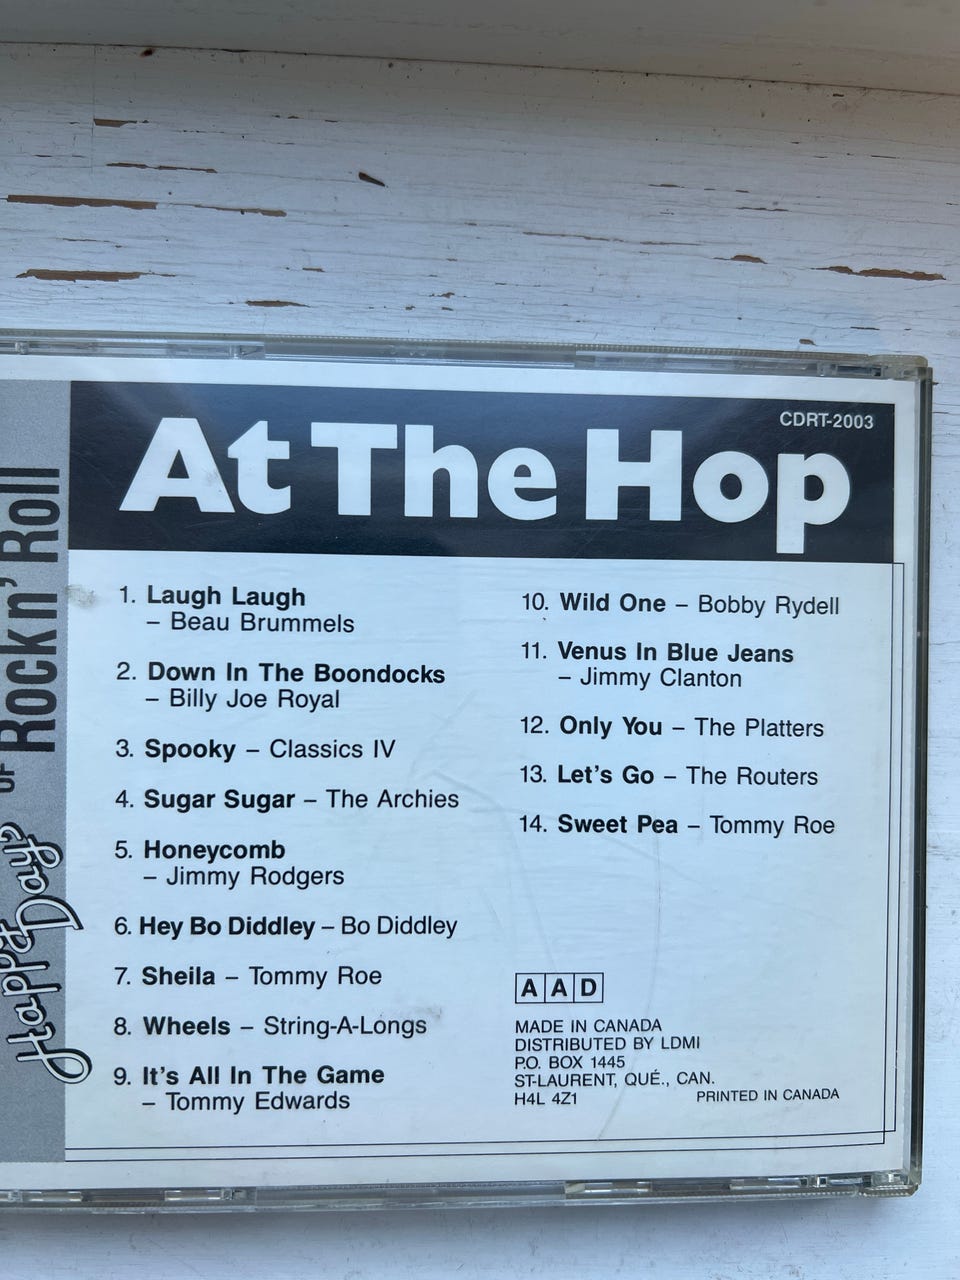 Happy Days
OF
Rock n' Roll
At The Hop
CDRT-2003
1. Laugh Laugh
– Beau Brummels
2. Down In The Boondocks
– Billy Joe Royal
3. Spooky – Classics IV
4. Sugar Sugar – The Archies
5. Honeycomb
– Jimmy Rodgers
6. Hey Bo Diddley – Bo Diddley
7. Sheila – Tommy Roe
8. Wheels – String-A-Longs
9. It's All In The Game
– Tommy Edwards
10. Wild One – Bobby Rydell
11. Venus In Blue Jeans
– Jimmy Clanton
12. Only You – The Platters
13. Let's Go – The Routers
14. Sweet Pea – Tommy Roe
A A D
MADE IN CANADA
DISTRIBUTED BY LDMI
P.O. BOX 1445
ST-LAURENT, QUÉ., CAN.
H4L 4Z1
PRINTED IN CANADA